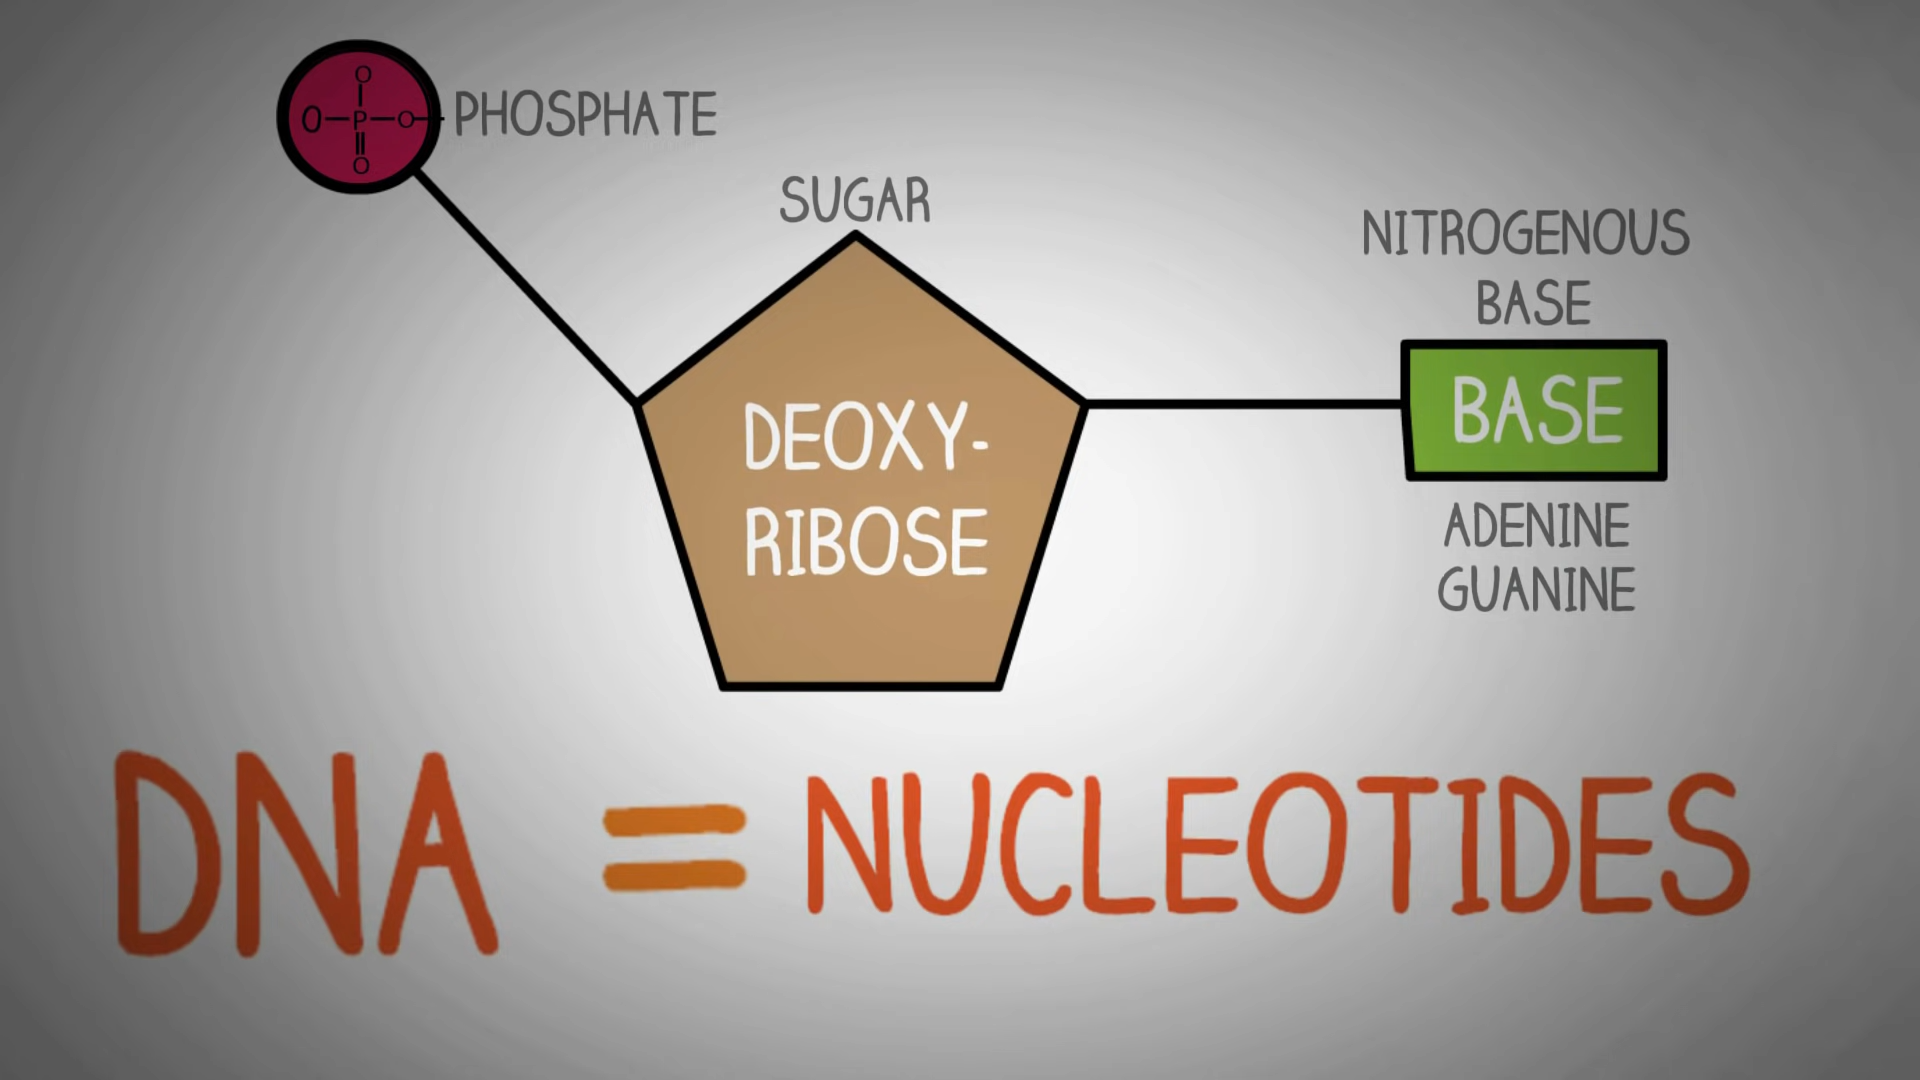 O
O-P-O-
O
PHOSPHATE
SUGAR
NITROGENOUS
BASE
BASE
DEOXY-
RIBOSE
ADENINE
GUANINE
DNA = NUCLEOTIDES